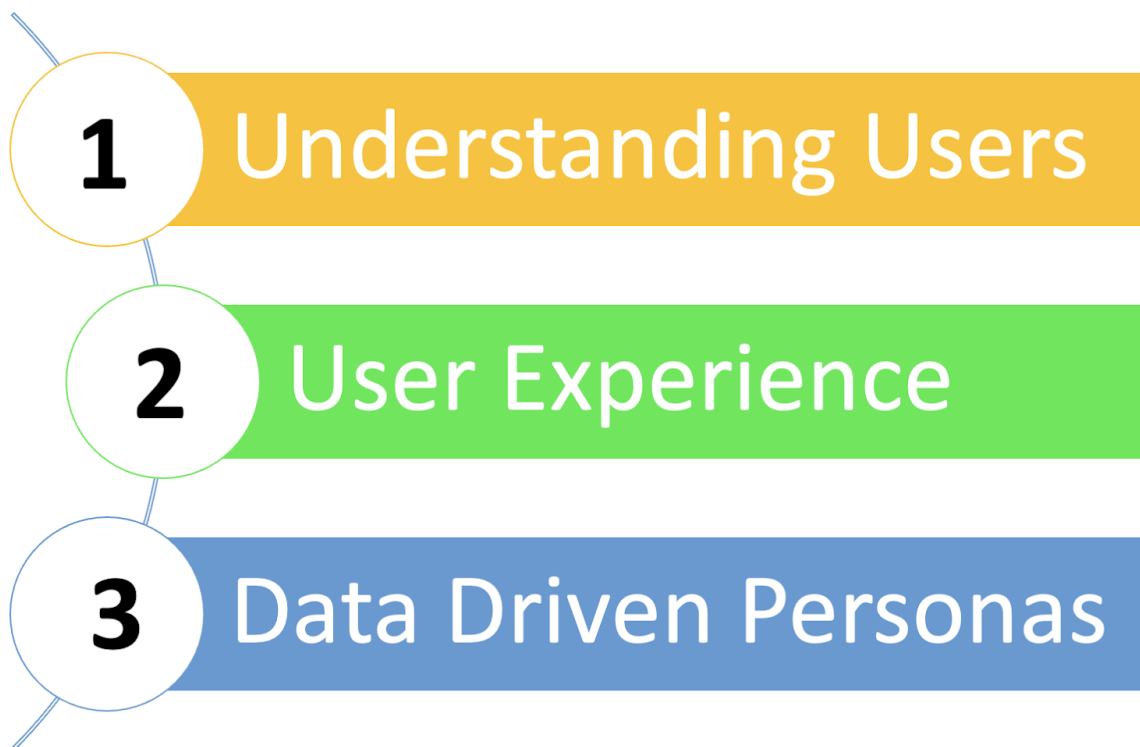 1 Understanding Users
2 User Experience
3 Data Driven Personas